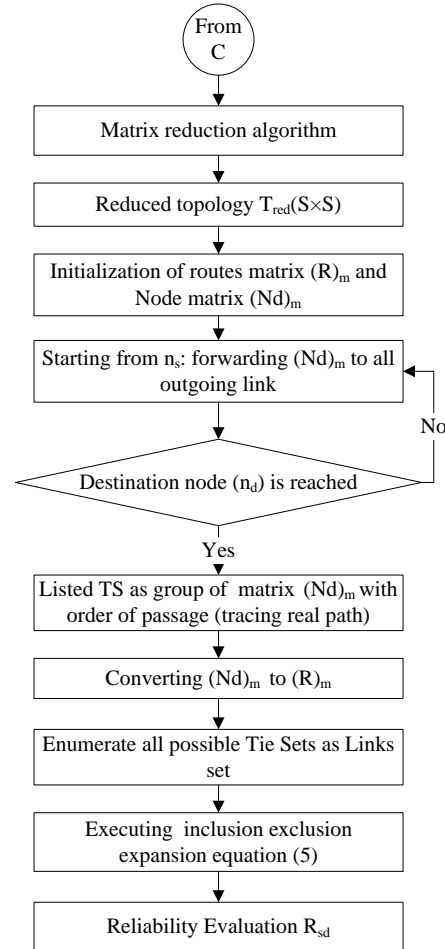 From
C
Matrix reduction algorithm
Reduced topology Tred(S×S)
Initialization of routes matrix (R)m and
Node matrix (Nd)m
Starting from ns: forwarding (Nd)m to all
outgoing link
No
Destination node (nd) is reached
Yes
Listed TS as group of matrix (Nd)m with
order of passage (tracing real path)
Converting (Nd)m to (R)m
Enumerate all possible Tie Sets as Links
set
Executing inclusion exclusion
expansion equation (5)
Reliability Evaluation Rsd